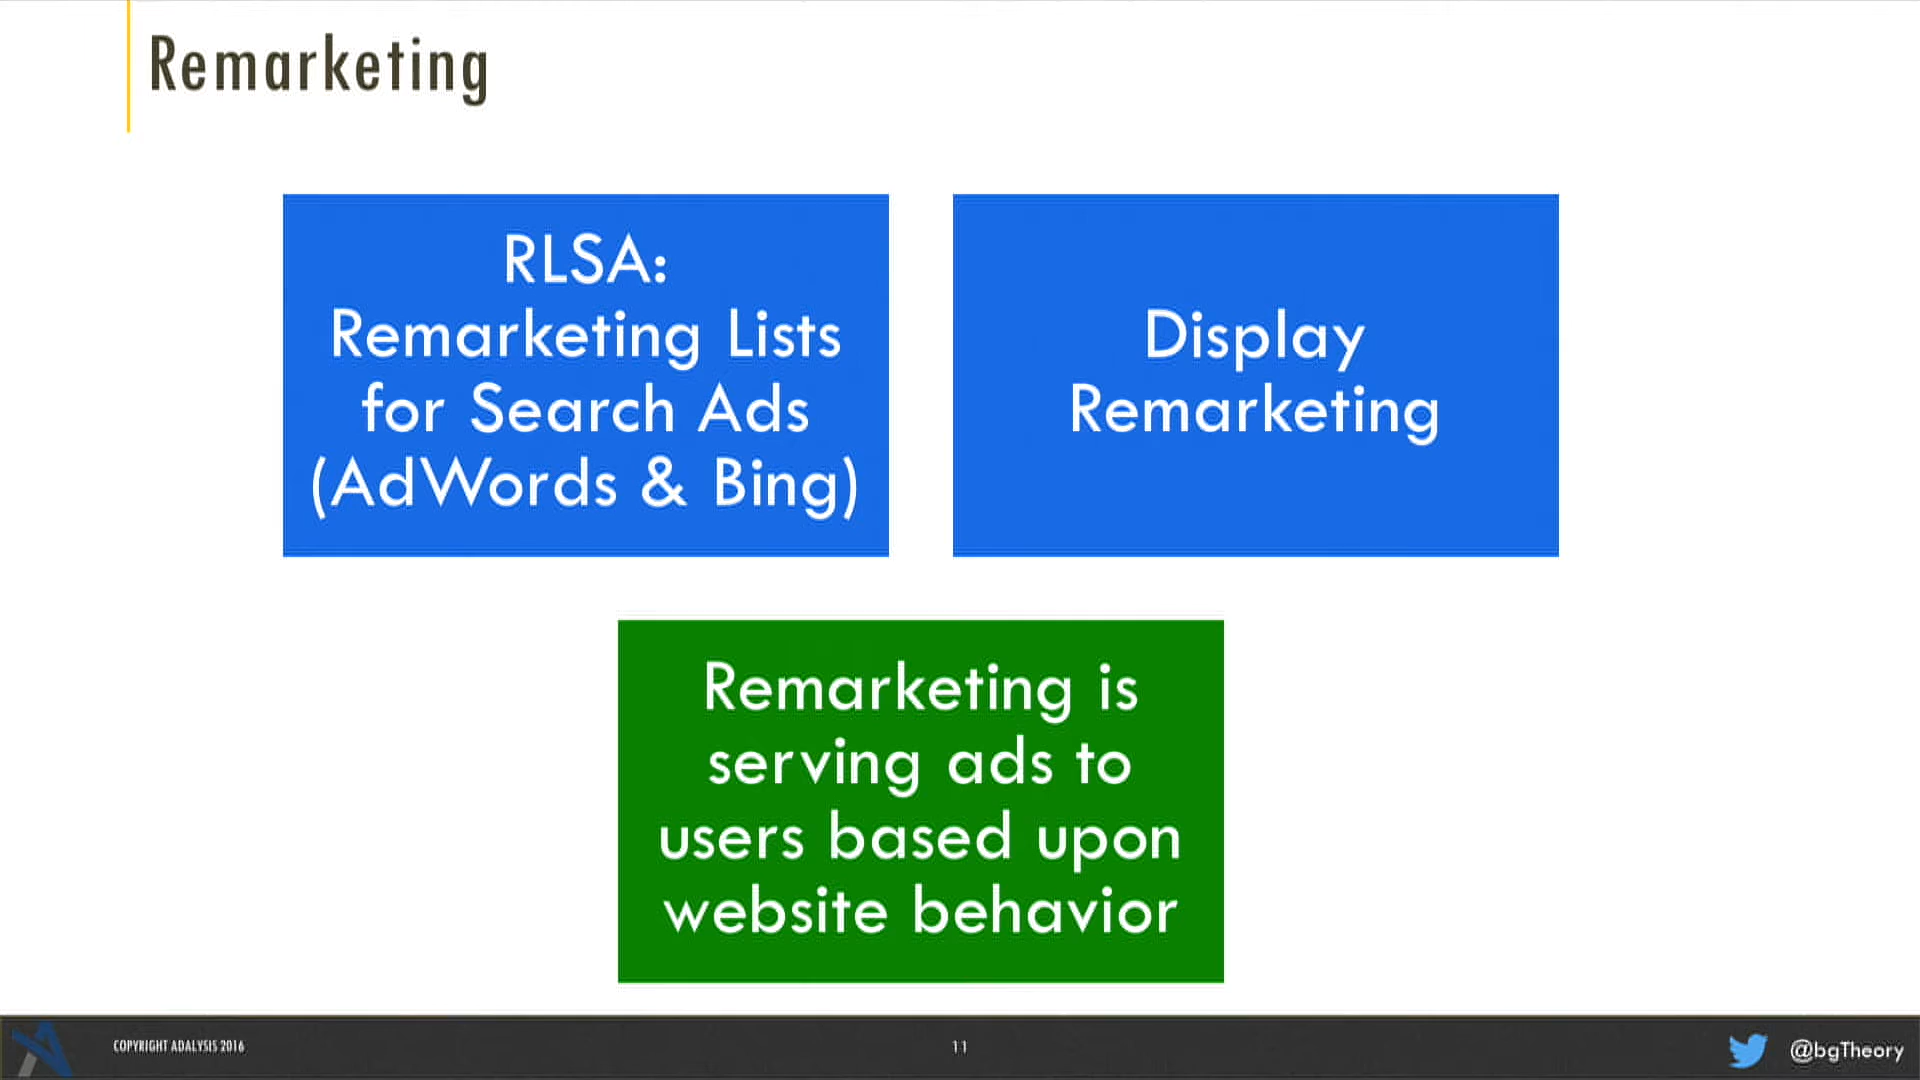 Remarketing
RLSA:
Remarketing Lists
for Search Ads
(AdWords & Bing)
Display
Remarketing
Remarketing is
serving ads to
users based upon
website behavior
COPYRIGHT ADALYSIS 2016
11
@bgTheory